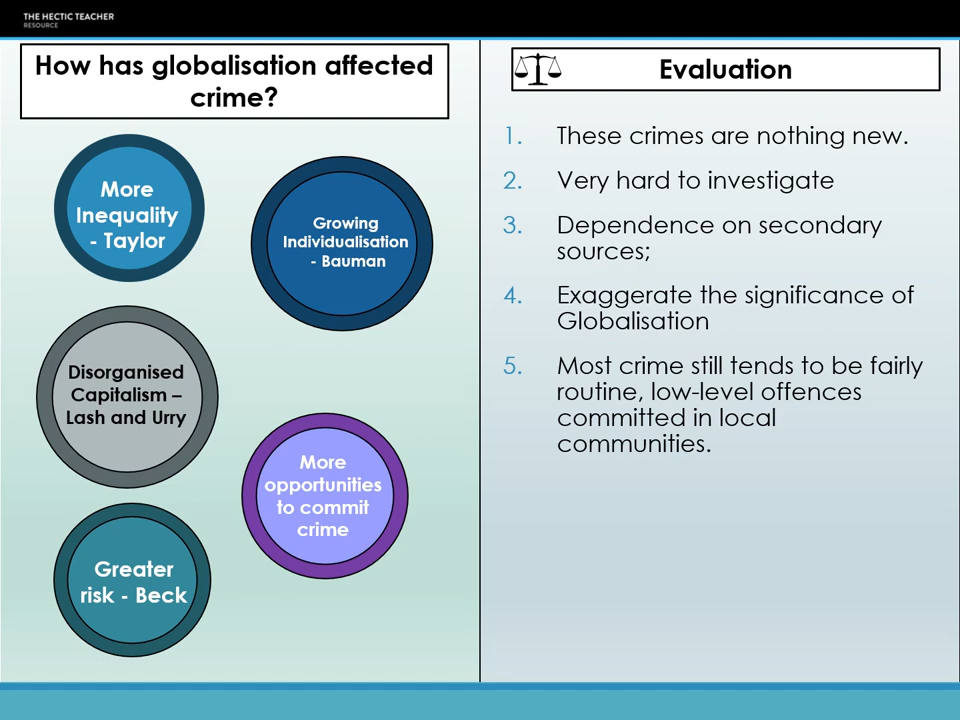 THE HECTIC TEACHER
RESOURCE
How has globalisation affected
crime?
More
Inequality
- Taylor
Growing
Individualisation
- Bauman
Disorganised
Capitalism –
Lash and Urry
More
opportunities
to commit
crime
Greater
risk - Beck
Evaluation
1. These crimes are nothing new.
2. Very hard to investigate
3. Dependence on secondary
sources;
4. Exaggerate the significance of
Globalisation
5. Most crime still tends to be fairly
routine, low-level offences
committed in local
communities.